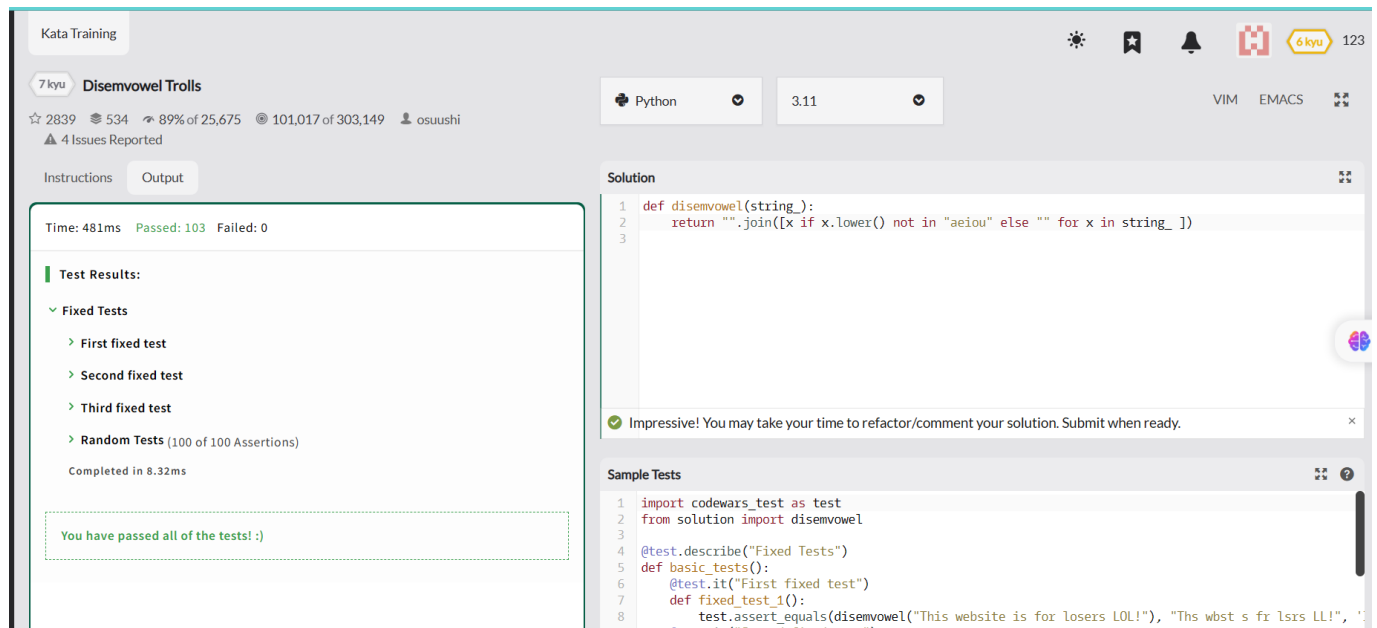 Kata Training
6 kyu 123
7 kyu Disemvowel Trolls
2839 534 89% of 25,675 101,017 of 303,149 osuushi
4 Issues Reported
Python 3.11 VIM EMACS
Instructions Output
Time: 481ms Passed: 103 Failed: 0
Test Results:
Fixed Tests
First fixed test
Second fixed test
Third fixed test
Random Tests (100 of 100 Assertions)
Completed in 8.32ms
You have passed all of the tests! :)
Solution
1 def disemvowel(string_):
2     return "".join([x if x.lower() not in "aeiou" else "" for x in string_ ])
3
Impressive! You may take your time to refactor/comment your solution. Submit when ready. ×
Sample Tests ?
1 import codewars_test as test
2 from solution import disemvowel
3
4 @test.describe("Fixed Tests")
5 def basic_tests():
6     @test.it("First fixed test")
7     def fixed_test_1():
8         test.assert_equals(disemvowel("This website is for losers LOL!"), "Ths wbst s fr lsrs LL!",